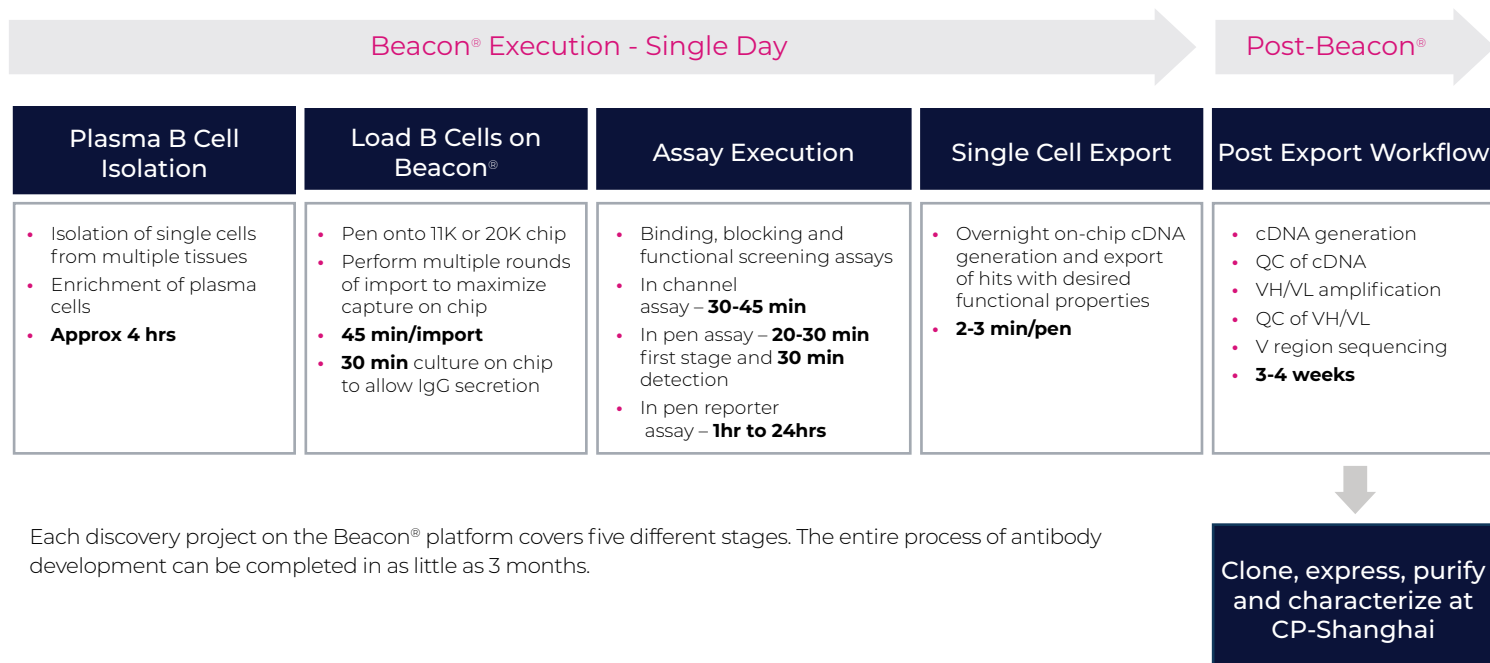 Beacon® Execution - Single Day
Post-Beacon®
Plasma B Cell
Isolation
• Isolation of single cells
from multiple tissues
• Enrichment of plasma
cells
• Approx 4 hrs
Load B Cells on
Beacon®
• Pen onto 11K or 20K chip
• Perform multiple rounds
of import to maximize
capture on chip
• 45 min/import
• 30 min culture on chip
to allow IgG secretion
Assay Execution
• Binding, blocking and
functional screening assays
• In channel
assay – 30-45 min
• In pen assay – 20-30 min
first stage and 30 min
detection
• In pen reporter
assay – 1hr to 24hrs
Single Cell Export
• Overnight on-chip cDNA
generation and export
of hits with desired
functional properties
• 2-3 min/pen
Post Export Workflow
• cDNA generation
• QC of cDNA
• VH/VL amplification
• QC of VH/VL
• V region sequencing
• 3-4 weeks
Each discovery project on the Beacon® platform covers five different stages. The entire process of antibody
development can be completed in as little as 3 months.
Clone, express, purify
and characterize at
CP-Shanghai